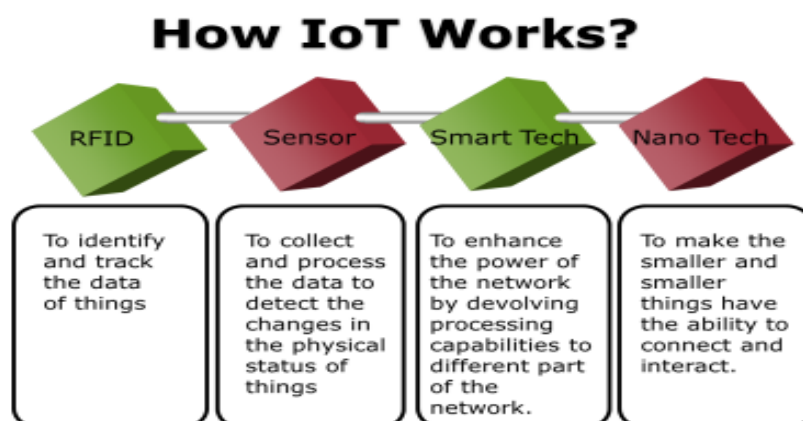 How IoT Works?
RFID
Sensor
Smart Tech
Nano Tech
To identify
and track
the data
of things
To collect
and process
the data to
detect the
changes in
the physical
status of
things
To enhance
the power of
the network
by devolving
processing
capabilities to
different part
of the
network.
To make the
smaller and
smaller
things have
the ability to
connect and
interact.